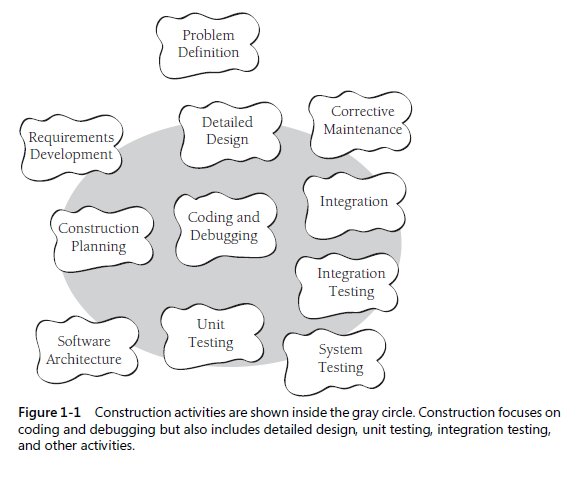 Problem
Definition
Detailed
Design
Corrective
Maintenance
Requirements
Development
Integration
Coding and
Debugging
Construction
Planning
Integration
Testing
Unit
Testing
Software
Architecture
System
Testing
Figure 1-1 Construction activities are shown inside the gray circle. Construction focuses on
coding and debugging but also includes detailed design, unit testing, integration testing,
and other activities.